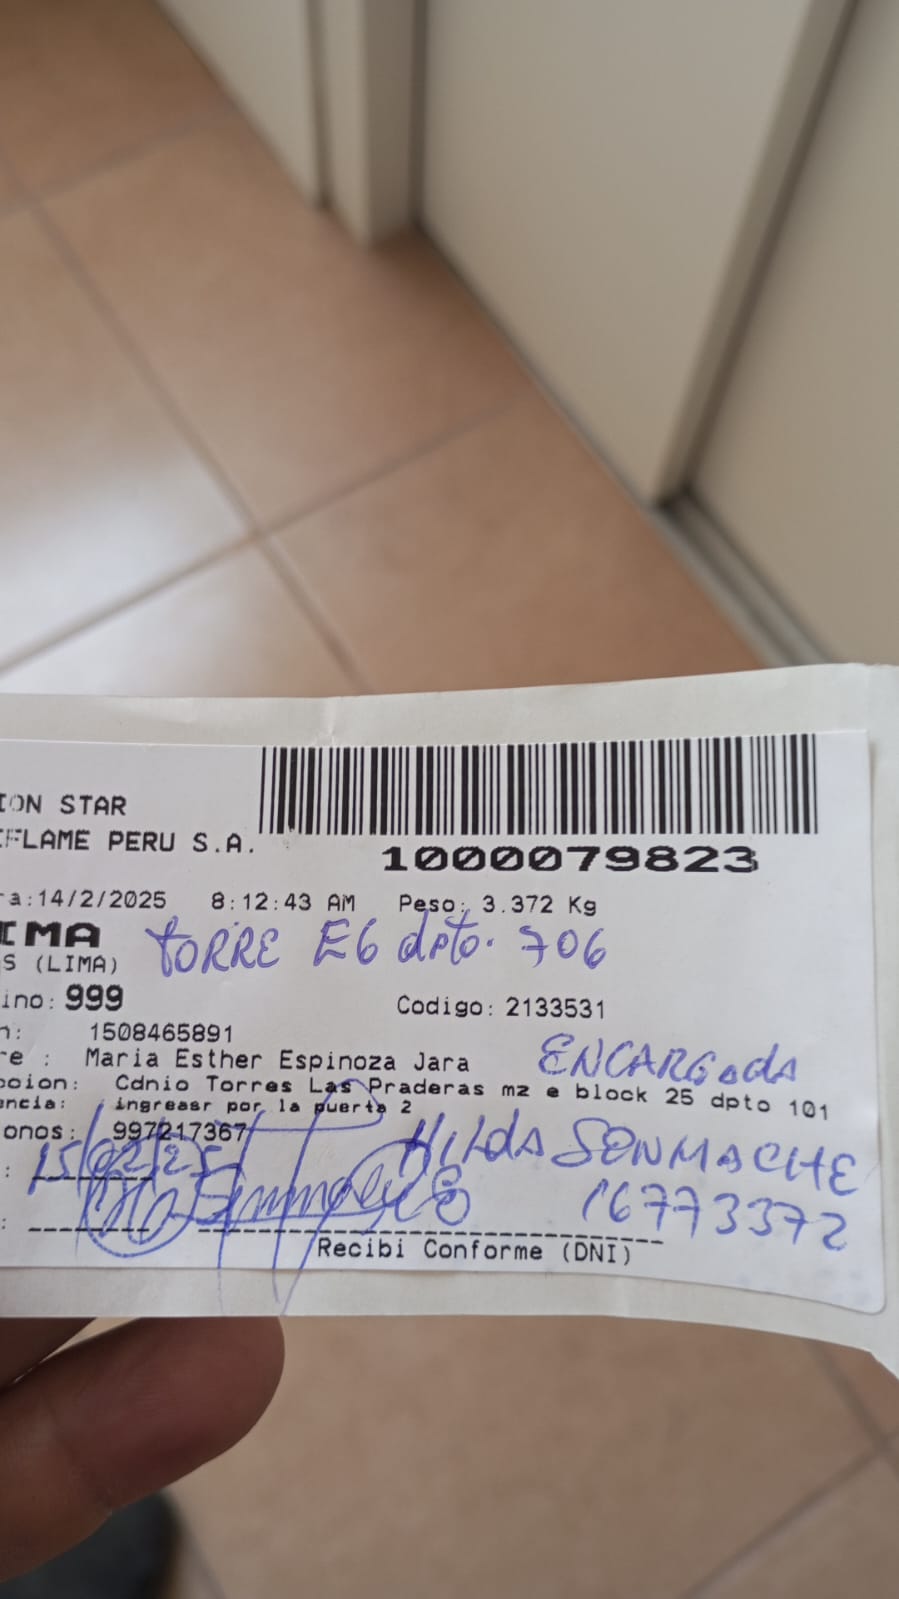 ION STAR
FLAME PERU S.A.
1000079823
a:14/2/2025 8:12:43 AM Peso: 3.372 Kg
IMA TORRE E6 dpto. 706
S (LIMA)
ino: 999 Codigo: 2133531
n: 1508465891
re : Maria Esther Espinoza Jara ENCARGada
cion: Cdnio Torres Las Praderas mz e block 25 dpto 101
encia: ingreasr por la puerta 2
onos: 997217367 HILda SENMACHE
: 15/02/25
16773372
Recibi Conforme (DNI)